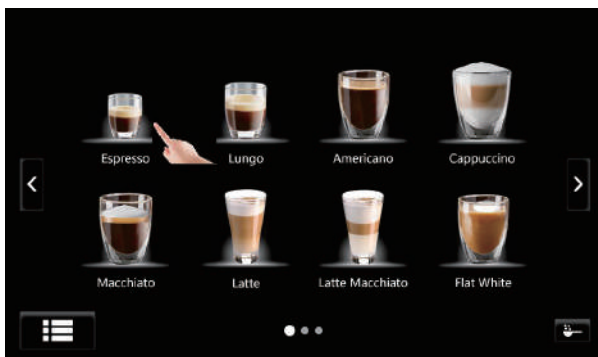 Espresso
Lungo
Americano
Cappuccino
Macchiato
Latte
Latte Macchiato
Flat White